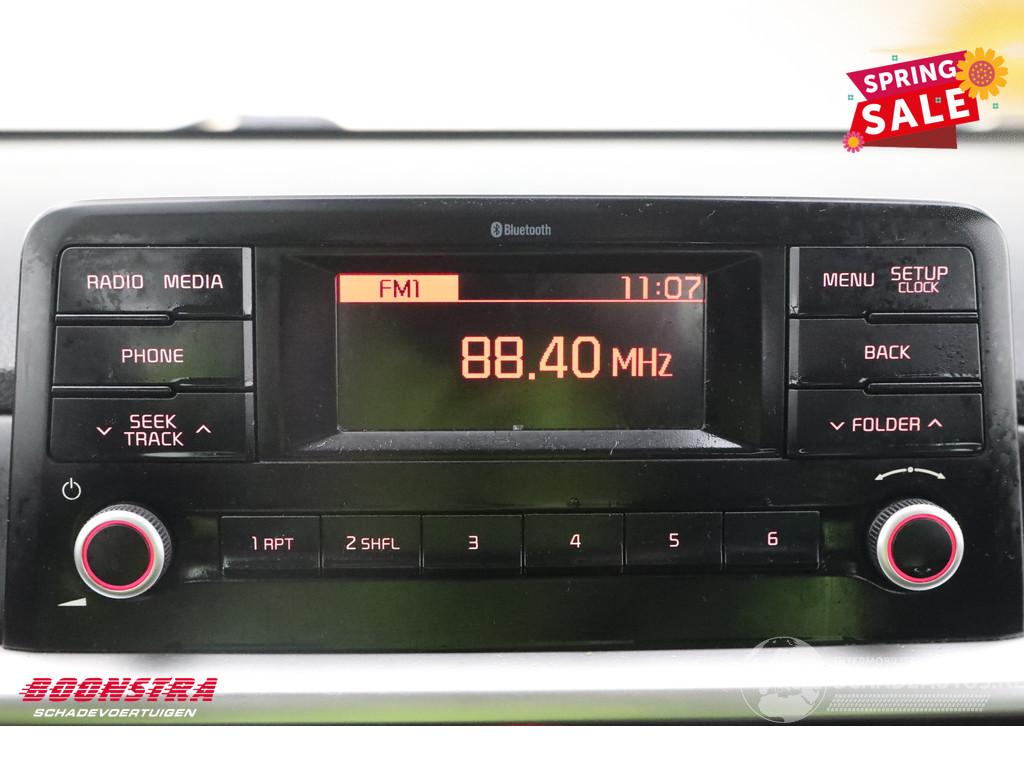 SPRING
SALE
Bluetooth
RADIO MEDIA
FM1 11:07
MENU SETUP
CLOCK
PHONE
88.40 MHz
BACK
SEEK
TRACK
FOLDER
1 RPT
2 SHFL
3
4
5
6
BOONSTRA
SCHADEVOERTUIGEN